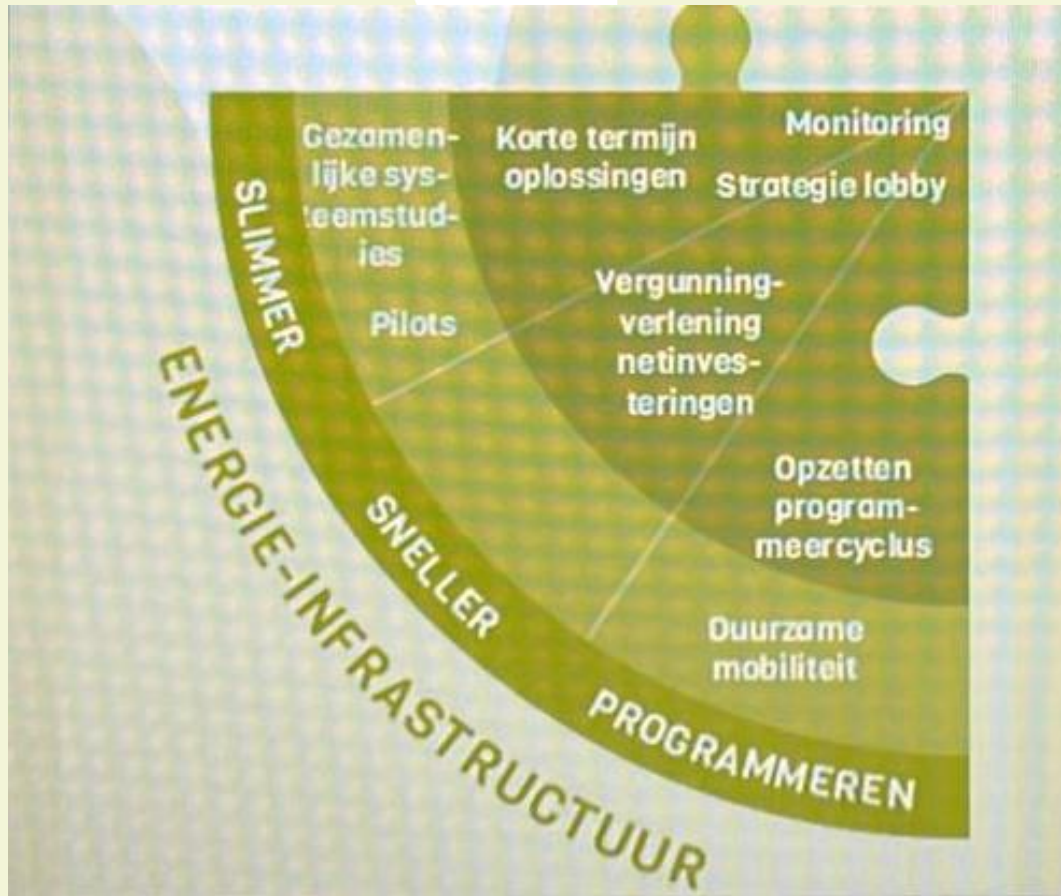 Gezamen-
lijke sys-
teemstud-
ies
Pilots
Korte termijn
oplossingen
Monitoring
Strategie lobby
Vergunning-
verlening
netinves-
teringen
Opzetten
program-
meercyclus
Duurzame
mobiliteit
SLIMMER
SNELLER
PROGRAMMEREN
ENERGIE-INFRASTRUCTUUR